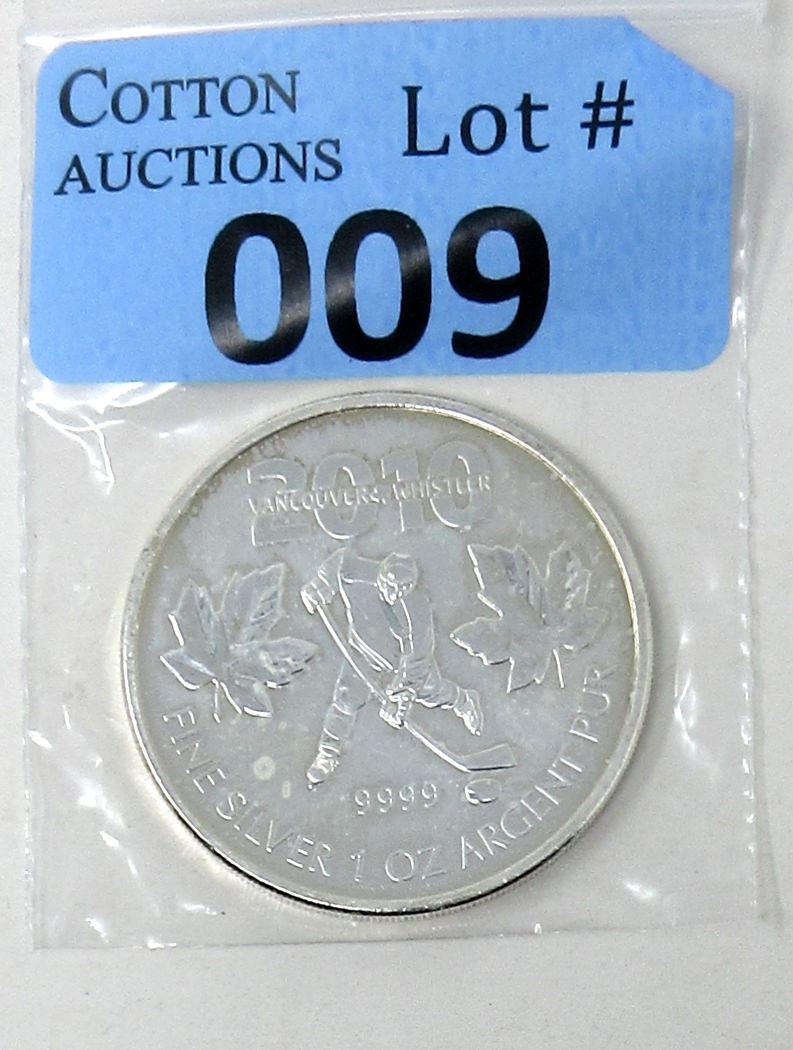 COTTON
AUCTIONS
Lot #
009
2010
VANCOUVER & WHISTLER
9999
FINE SILVER 1 OZ ARGENT PUR